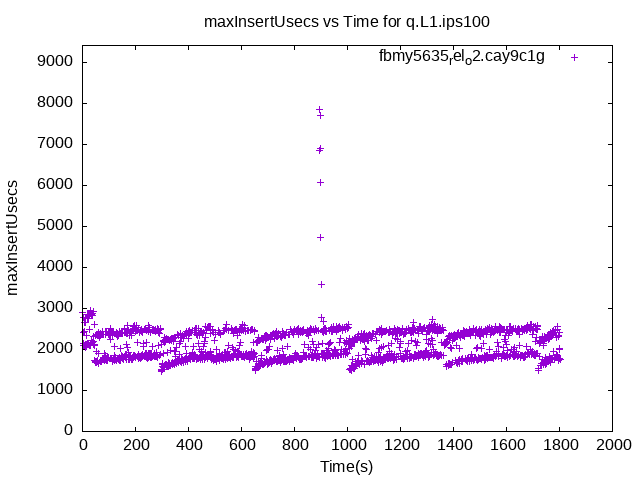 maxInsertUsecs vs Time for q.L1.ips100
fbmy5635relo2.cay9c1g
9000
8000
7000
6000
5000
4000
3000
2000
1000
0
maxInsertUsecs
0 200 400 600 800 1000 1200 1400 1600 1800 2000
Time(s)